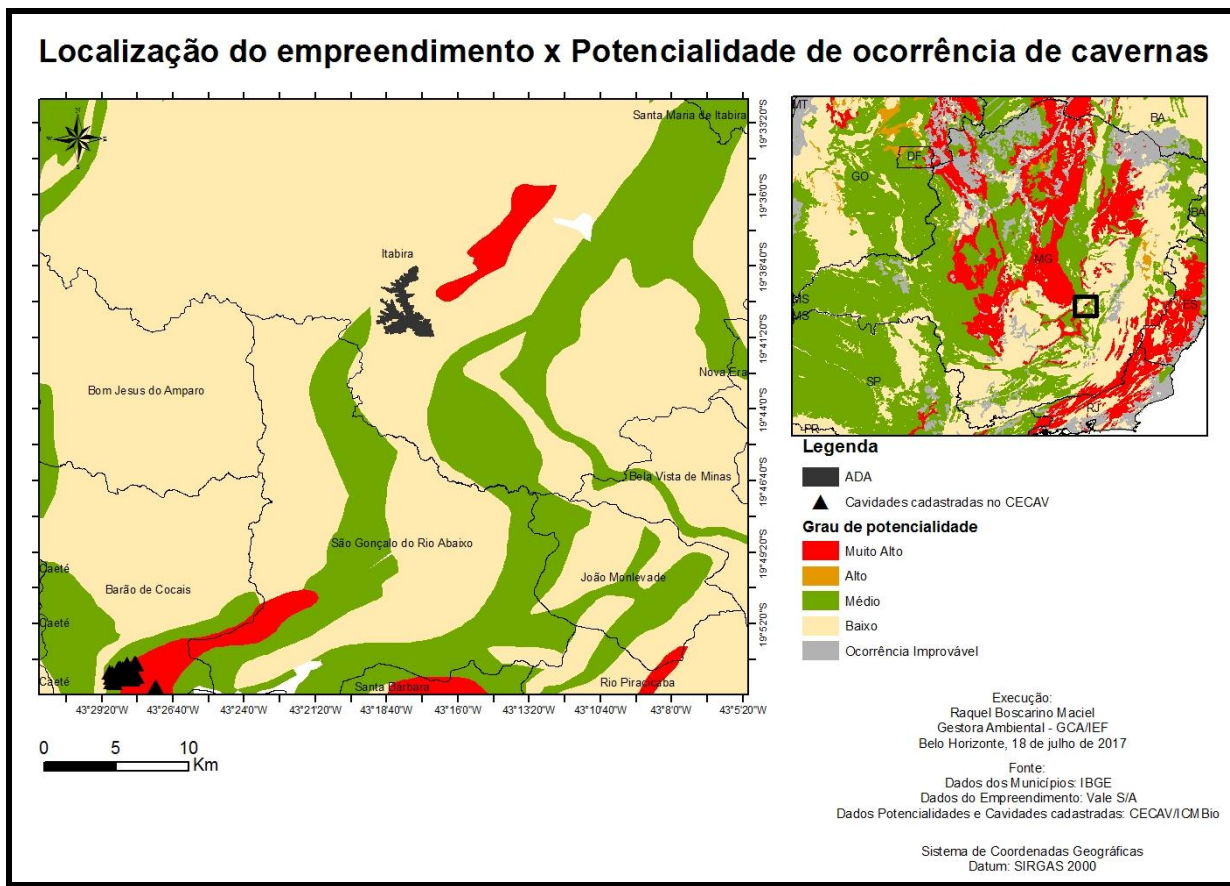 Localização do empreendimento x Potencialidade de ocorrência de cavernas
Santa Maria de Itabira
Itabira
Nova Era
Bom Jesus do Amparo
Bela Vista de Minas
São Gonçalo do Rio Abaixo
Caeté
Barão de Cocais
João Monlevade
Caeté
Caeté
Santa Bárbara
Rio Piracicaba
19°33'20"S
19°36'0"S
19°38'40"S
19°41'20"S
19°44'0"S
19°46'40"S
19°49'20"S
19°52'0"S
43°29'20"W
43°26'40"W
43°24'0"W
43°21'20"W
43°18'40"W
43°16'0"W
43°13'20"W
43°10'40"W
43°8'0"W
43°5'20"W
0 5 10
Km
MT
BA
DF
GO
BA
MG
MS
MS
ES
SP
RJ
PR
Legenda
ADA
Cavidades cadastradas no CECAV
Grau de potencialidade
Muito Alto
Alto
Médio
Baixo
Ocorrência Improvável
Execução:
Raquel Boscarino Maciel
Gestora Ambiental - GCA/IEF
Belo Horizonte, 18 de julho de 2017
Fonte:
Dados dos Municípios: IBGE
Dados do Empreendimento: Vale S/A
Dados Potencialidades e Cavidades cadastradas: CECAV/ICMBio
Sistema de Coordenadas Geográficas
Datum: SIRGAS 2000